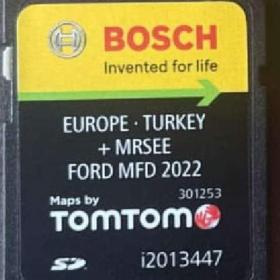 BOSCH
Invented for life
EUROPE · TURKEY
+ MRSEE
FORD MFD 2022
301253
Maps by
TOMTOM
SD
i2013447